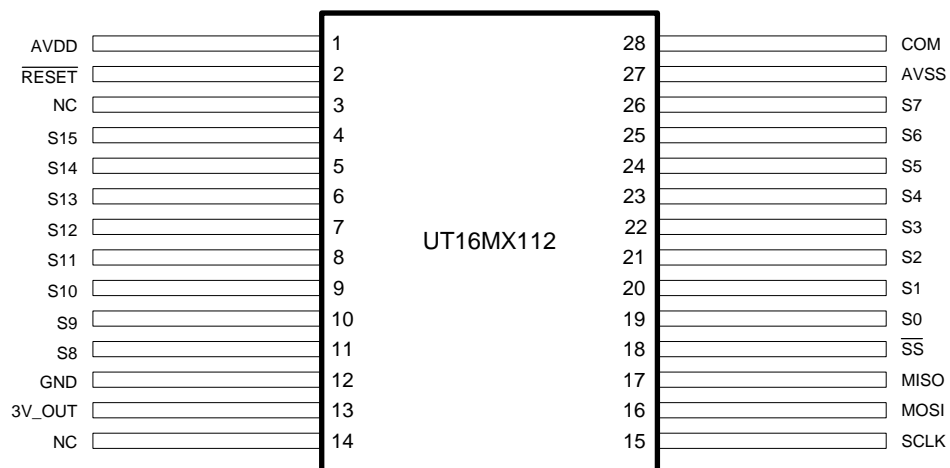 AVDD 1 28 COM
RESET 2 27 AVSS
NC 3 26 S7
S15 4 25 S6
S14 5 24 S5
S13 6 23 S4
S12 7 22 S3
UT16MX112
S11 8 21 S2
S10 9 20 S1
S9 10 19 S0
S8 11 18 SS
GND 12 17 MISO
3V_OUT 13 16 MOSI
NC 14 15 SCLK